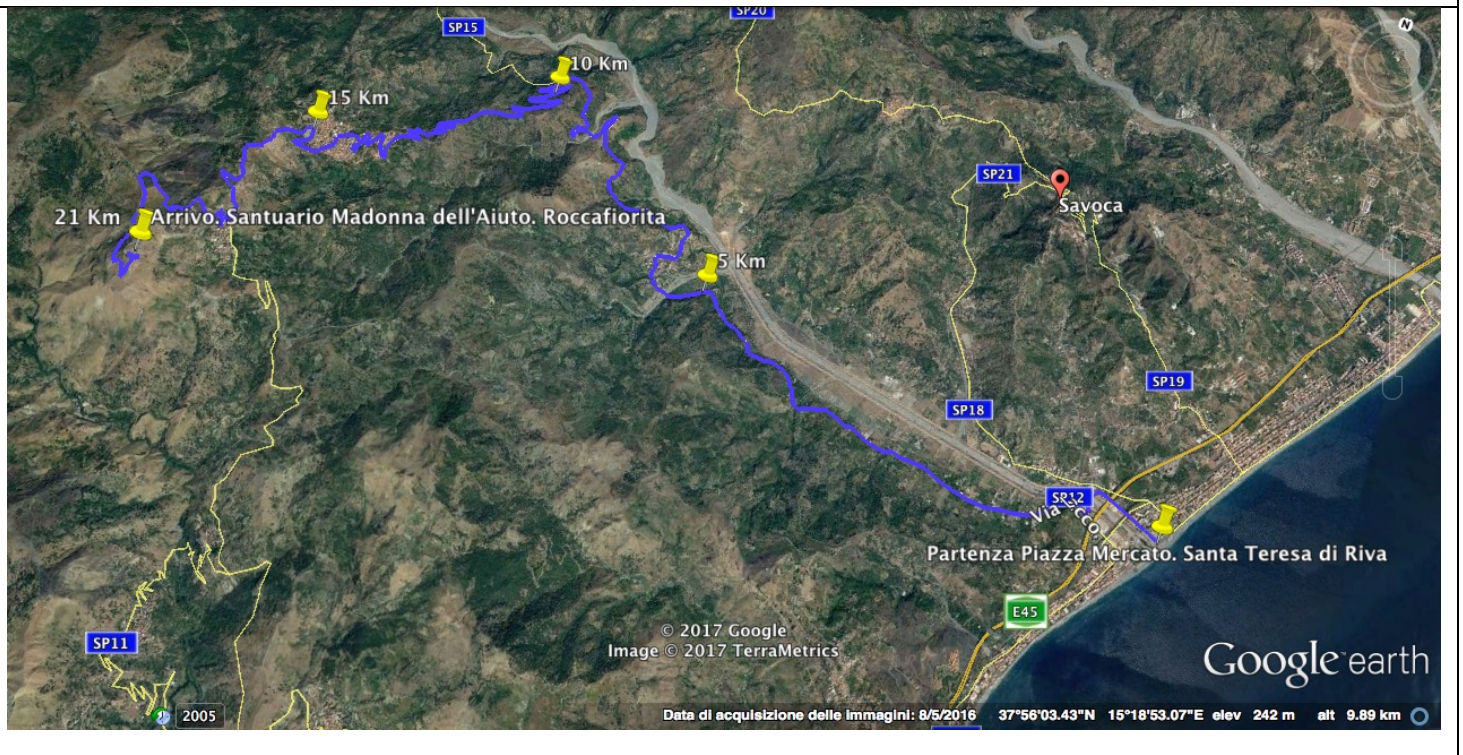 SP20
SP15
N
10 Km
15 Km
SP21
Savoca
21 Km
Arrivo. Santuario Madonna dell'Aiuto. Roccafiorita
5 Km
SP19
SP18
SP12
Via
Partenza Piazza Mercato. Santa Teresa di Riva
E45
© 2017 Google
Image © 2017 TerraMetrics
SP11
Google earth
2005
Data di acquisizione delle immagini: 8/5/2016 37°56'03.43"N 15°18'53.07"E elev 242 m alt 9.89 km